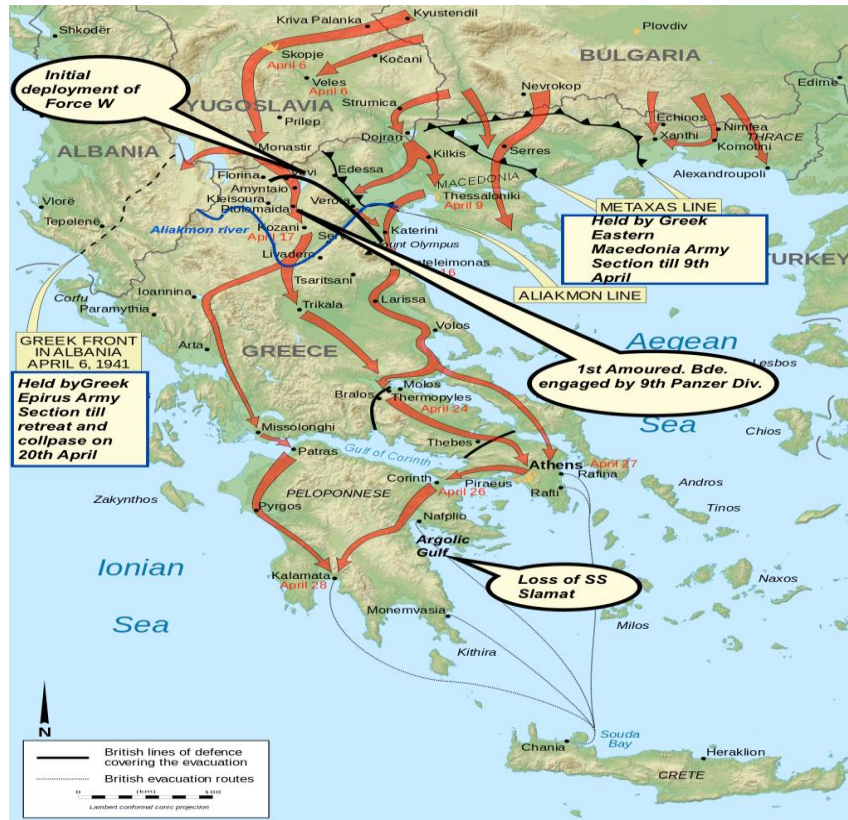 Kyustendil
Kriva Palanka
Shkodër
Plovdiv
Skopje
April 6
BULGARIA
Initial
deployment of
Force W
Kočani
Veles
April 6
Nevrokop
Edirne
YUGOSLAVIA
Strumica
Prilep
Echinos
Dojran
Xanthi
Nimfea
THRACE
Komotini
ALBANIA
Monastir
Kilkis
Serres
Florina
Edessa
MACEDONIA
Alexandroupoli
Amyntaio
Vlorë
Kleisoura
Veroia
Thessaloniki
April 9
METAXAS LINE
Ptolemaida
Tepelenë
Held by Greek
Eastern
Macedonia Army
Section till 9th
April
Aliakmon river
Kozani
April 17
Katerini
Livadero
TURKEY
Tsaritsani
ALIAKMON LINE
Corfu
Ioannina
Paramythia
Larissa
Trikala
Volos
GREEK FRONT
IN ALBANIA
APRIL 6, 1941
Arta
GREECE
Aegean
Sea
Lesbos
Held byGreek
Epirus Army
Section till
retreat and
collpase on
20th April
1st Amoured. Bde.
engaged by 9th Panzer Div.
Molos
Bralos
Thermopyles
April 24
Chios
Missolonghi
Thebes
Gulf of Corinth
Patras
Athens
April 27
Rafina
Corinth
April 26
Piraeus
Rafti
Andros
Zakynthos
PELOPONNESE
Tinos
Pyrgos
Nafplio
Argolic
Gulf
Ionian
Sea
Loss of SS
Slamat
Naxos
Kalamata
April 28
Monemvasia
Milos
Kithira
N
Souda
Bay
Chania
Heraklion
CRETE
British lines of defence
covering the evacuation
British evacuation routes
0 (km) 100
Lambert conformal conic projection